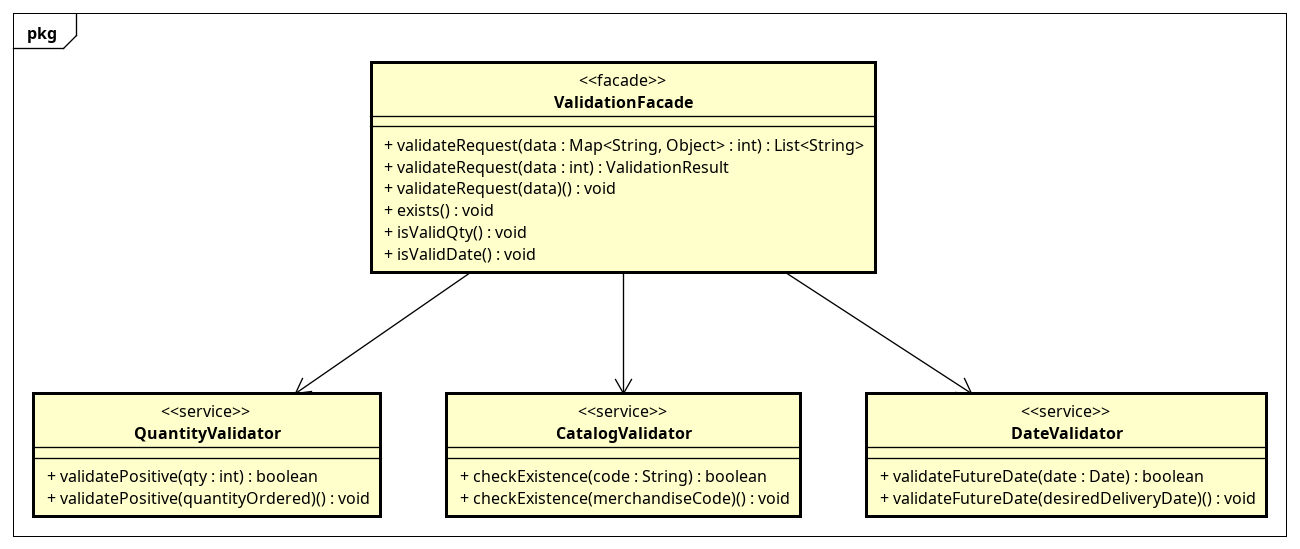 pkg
<<facade>>
ValidationFacade
+ validateRequest(data : Map<String, Object> : int) : List<String>
+ validateRequest(data : int) : ValidationResult
+ validateRequest(data)() : void
+ exists() : void
+ isValidQty() : void
+ isValidDate() : void
<<service>>
QuantityValidator
+ validatePositive(qty : int) : boolean
+ validatePositive(quantityOrdered)() : void
<<service>>
CatalogValidator
+ checkExistence(code : String) : boolean
+ checkExistence(merchandiseCode)() : void
<<service>>
DateValidator
+ validateFutureDate(date : Date) : boolean
+ validateFutureDate(desiredDeliveryDate)() : void